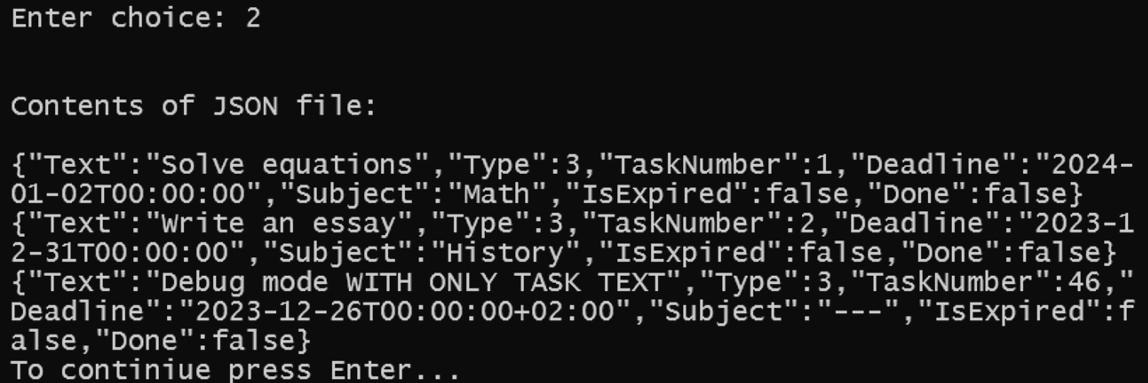 Enter choice: 2
Contents of JSON file:
{"Text":"Solve equations","Type":3,"TaskNumber":1,"Deadline":"2024-
01-02T00:00:00","Subject":"Math","IsExpired":false,"Done":false}
{"Text":"Write an essay","Type":3,"TaskNumber":2,"Deadline":"2023-1
2-31T00:00:00","Subject":"History","IsExpired":false,"Done":false}
{"Text":"Debug mode WITH ONLY TASK TEXT","Type":3,"TaskNumber":46,"
Deadline":"2023-12-26T00:00:00+02:00","Subject":"---","IsExpired":f
alse,"Done":false}
To continiue press Enter...